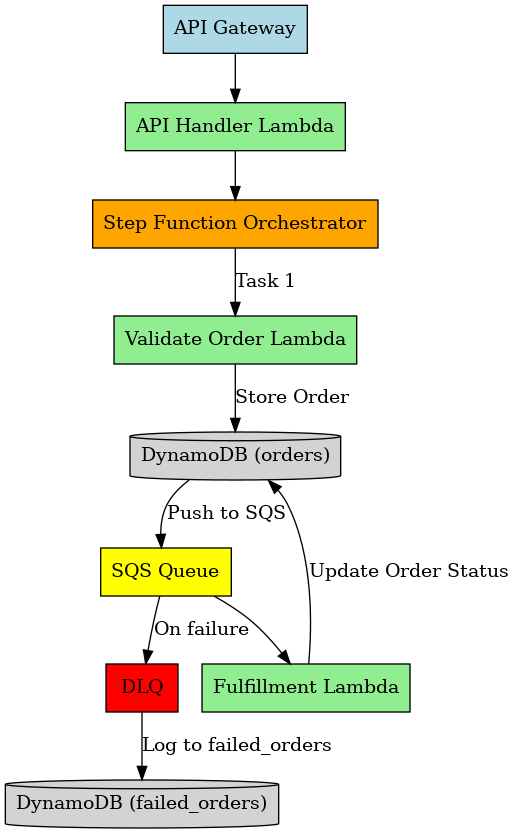 API Gateway
API Handler Lambda
Step Function Orchestrator
Task 1
Validate Order Lambda
Store Order
DynamoDB (orders)
Push to SQS
SQS Queue
Update Order Status
On failure
DLQ
Fulfillment Lambda
Log to failed_orders
DynamoDB (failed_orders)